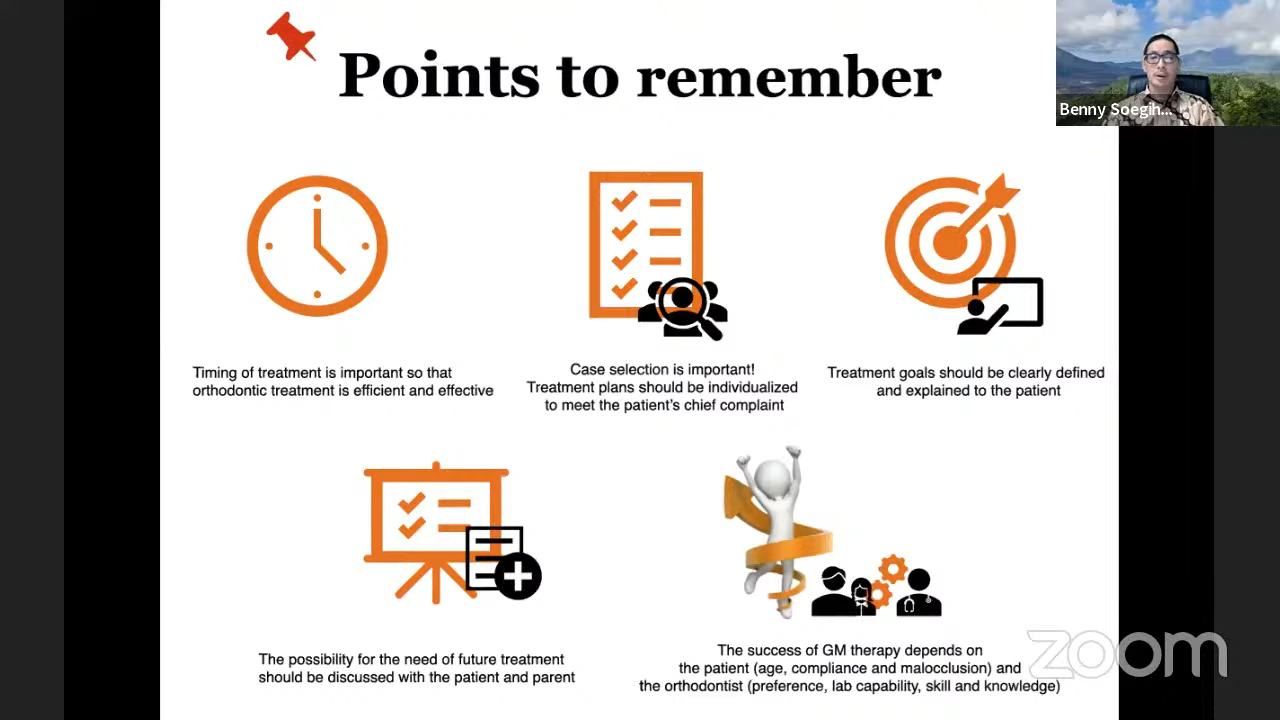 Points to remember
Benny Soegih...
Timing of treatment is important so that
orthodontic treatment is efficient and effective
Case selection is important!
Treatment plans should be individualized
to meet the patient's chief complaint
Treatment goals should be clearly defined
and explained to the patient
The possibility for the need of future treatment
should be discussed with the patient and parent
The success of GM therapy depends on
the patient (age, compliance and malocclusion) and
the orthodontist (preference, lab capability, skill and knowledge)
zoom